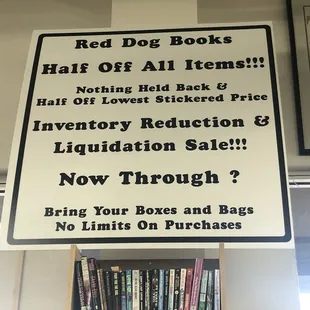 Red Dog Books
Half Off All Items!!!
Nothing Held Back &
Half Off Lowest Stickered Price
Inventory Reduction &
Liquidation Sale!!!
Now Through ?
Bring Your Boxes and Bags
No Limits On Purchases